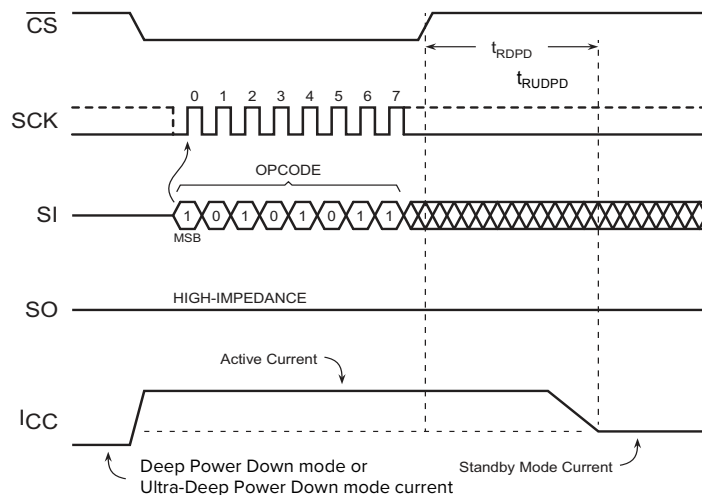 CS
tRDPD
tRUDPD
0 1 2 3 4 5 6 7
SCK
OPCODE
SI
1 0 1 0 1 0 1 1
MSB
HIGH-IMPEDANCE
SO
Active Current
ICC
Deep Power Down mode or
Ultra-Deep Power Down mode current
Standby Mode Current